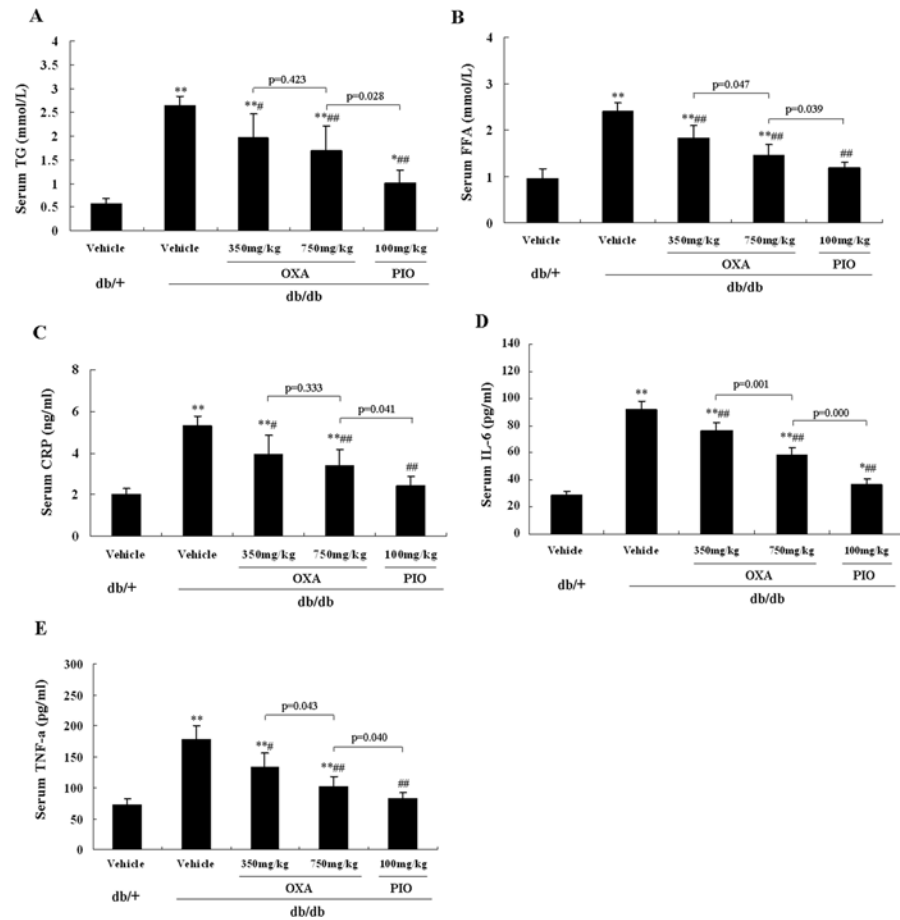 A
Serum TG (mmol/L)
4
3.5
3
2.5
2
1.5
1
0.5
0
**
**#
**##
*##
p=0.423
p=0.028
Vehicle Vehicle 350mg/kg 750mg/kg 100mg/kg
OXA PIO
db/+ db/db
B
Serum FFA (mmol/L)
4
3
2
1
0
**
**##
**##
##
p=0.047
p=0.039
Vehicle Vehicle 350mg/kg 750mg/kg 100mg/kg
OXA PIO
db/+ db/db
C
Serum CRP (ng/ml)
8
6
4
2
0
**
**#
**##
##
p=0.333
p=0.041
Vehicle Vehicle 350mg/kg 750mg/kg 100mg/kg
OXA PIO
db/+ db/db
D
Serum IL-6 (pg/ml)
140
120
100
80
60
40
20
0
**
**##
**##
*##
p=0.001
p=0.000
Vehicle Vehicle 350mg/kg 750mg/kg 100mg/kg
OXA PIO
db/+ db/db
E
Serum TNF-a (pg/ml)
300
250
200
150
100
50
0
**
**#
**##
##
p=0.043
p=0.040
Vehicle Vehicle 350mg/kg 750mg/kg 100mg/kg
OXA PIO
db/+ db/db